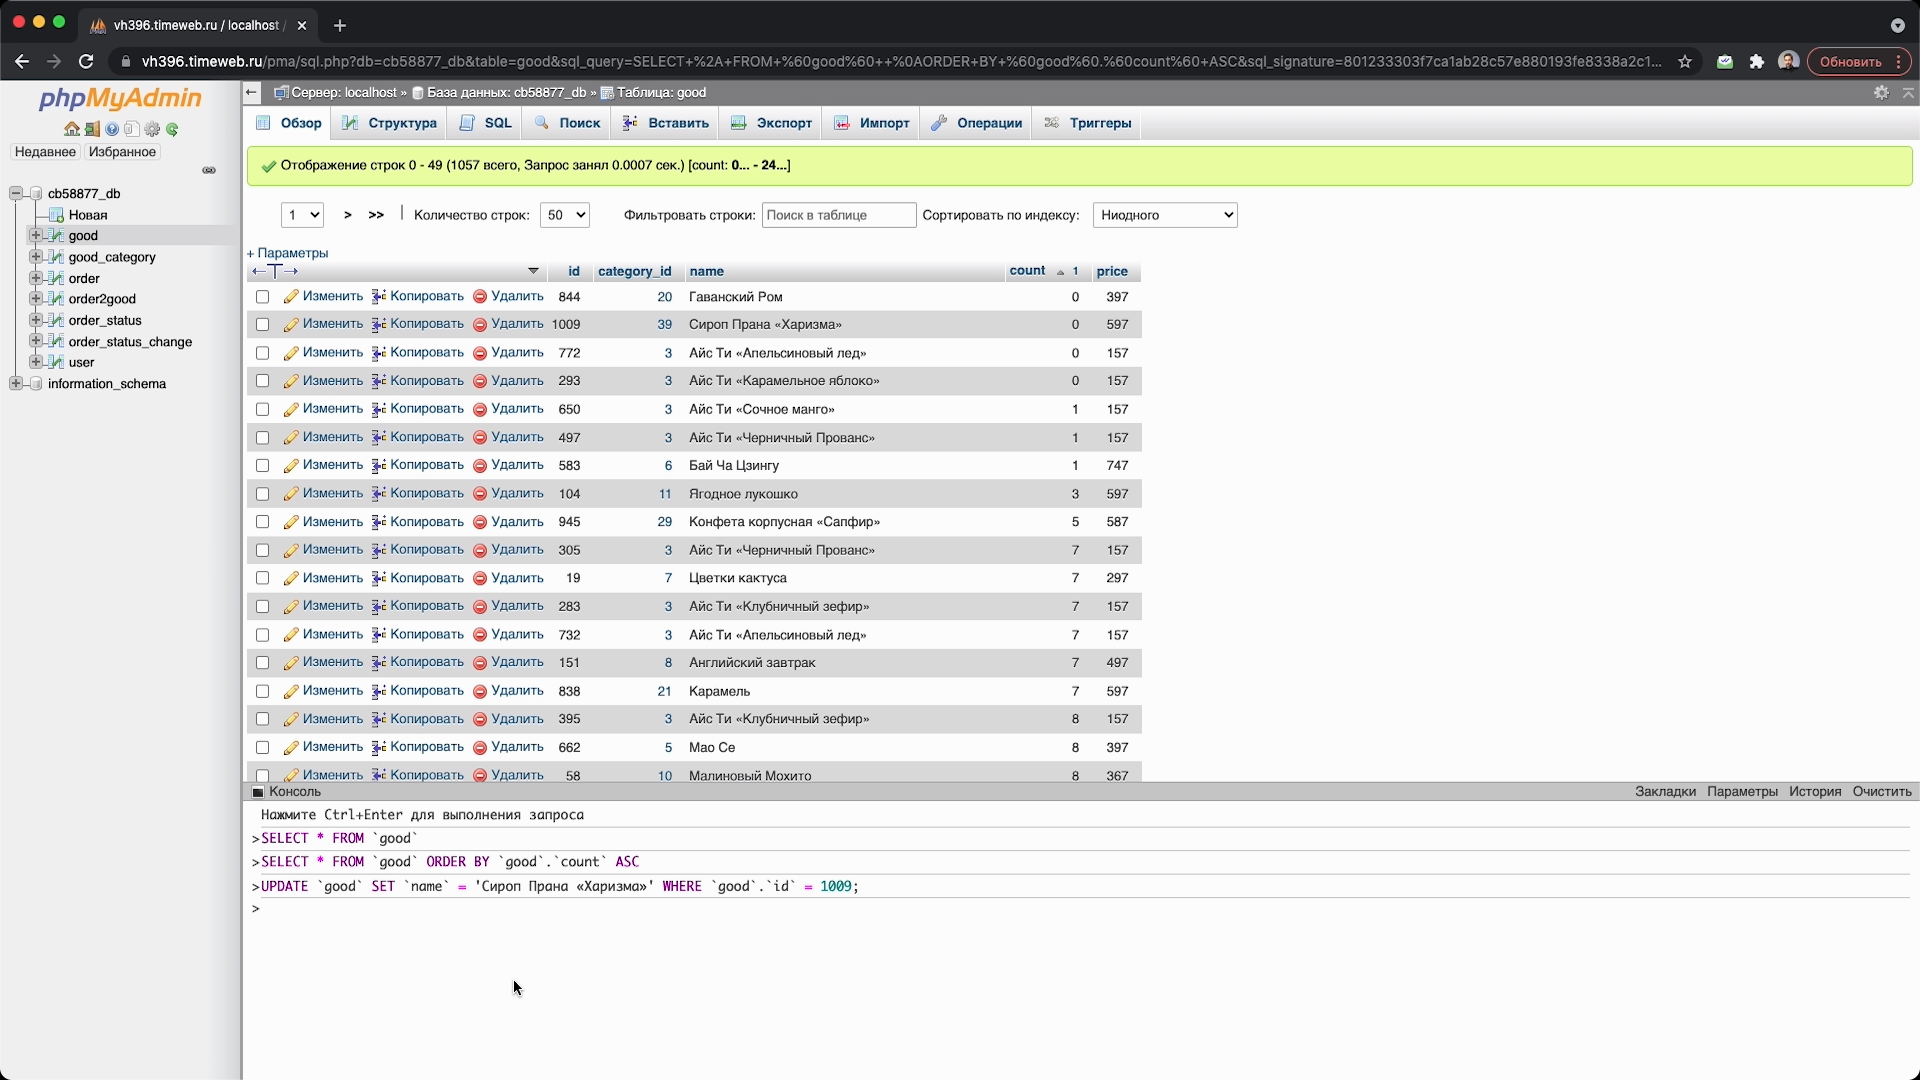 vh396.timeweb.ru / localhost /
vh396.timeweb.ru/pma/sql.php?db=cb58877_db&table=good&sql_query=SELECT+%2A+FROM+%60good%60++%0AORDER+BY+%60good%60.%60count%60+ASC&sql_signature=801233303f7ca1ab28c57e880193fe8338a2c1...
Обновить
phpMyAdmin
Недавнее Избранное
cb58877_db
Новая
good
good_category
order
order2good
order_status
order_status_change
user
information_schema
Сервер: localhost » База данных: cb58877_db » Таблица: good
Обзор Структура SQL Поиск Вставить Экспорт Импорт Операции Триггеры
Отображение строк 0 - 49 (1057 всего, Запрос занял 0.0007 сек.) [count: 0... - 24...]
1 > >> | Количество строк: 50 Фильтровать строки: Поиск в таблице Сортировать по индексу: Ниодного
+ Параметры
←T→ id category_id name count 1 price
Изменить Копировать Удалить 844 20 Гаванский Ром 0 397
Изменить Копировать Удалить 1009 39 Сироп Прана «Харизма» 0 597
Изменить Копировать Удалить 772 3 Айс Ти «Апельсиновый лед» 0 157
Изменить Копировать Удалить 293 3 Айс Ти «Карамельное яблоко» 0 157
Изменить Копировать Удалить 650 3 Айс Ти «Сочное манго» 1 157
Изменить Копировать Удалить 497 3 Айс Ти «Черничный Прованс» 1 157
Изменить Копировать Удалить 583 6 Бай Ча Цзингу 1 747
Изменить Копировать Удалить 104 11 Ягодное лукошко 3 597
Изменить Копировать Удалить 945 29 Конфета корпусная «Сапфир» 5 587
Изменить Копировать Удалить 305 3 Айс Ти «Черничный Прованс» 7 157
Изменить Копировать Удалить 19 7 Цветки кактуса 7 297
Изменить Копировать Удалить 283 3 Айс Ти «Клубничный зефир» 7 157
Изменить Копировать Удалить 732 3 Айс Ти «Апельсиновый лед» 7 157
Изменить Копировать Удалить 151 8 Английский завтрак 7 497
Изменить Копировать Удалить 838 21 Карамель 7 597
Изменить Копировать Удалить 395 3 Айс Ти «Клубничный зефир» 8 157
Изменить Копировать Удалить 662 5 Мао Се 8 397
Изменить Копировать Удалить 58 10 Малиновый Мохито 8 367
Консоль Закладки Параметры История Очистить
Нажмите Ctrl+Enter для выполнения запроса
>SELECT * FROM `good`
>SELECT * FROM `good` ORDER BY `good`.`count` ASC
>UPDATE `good` SET `name` = 'Сироп Прана «Харизма»' WHERE `good`.`id` = 1009;
>